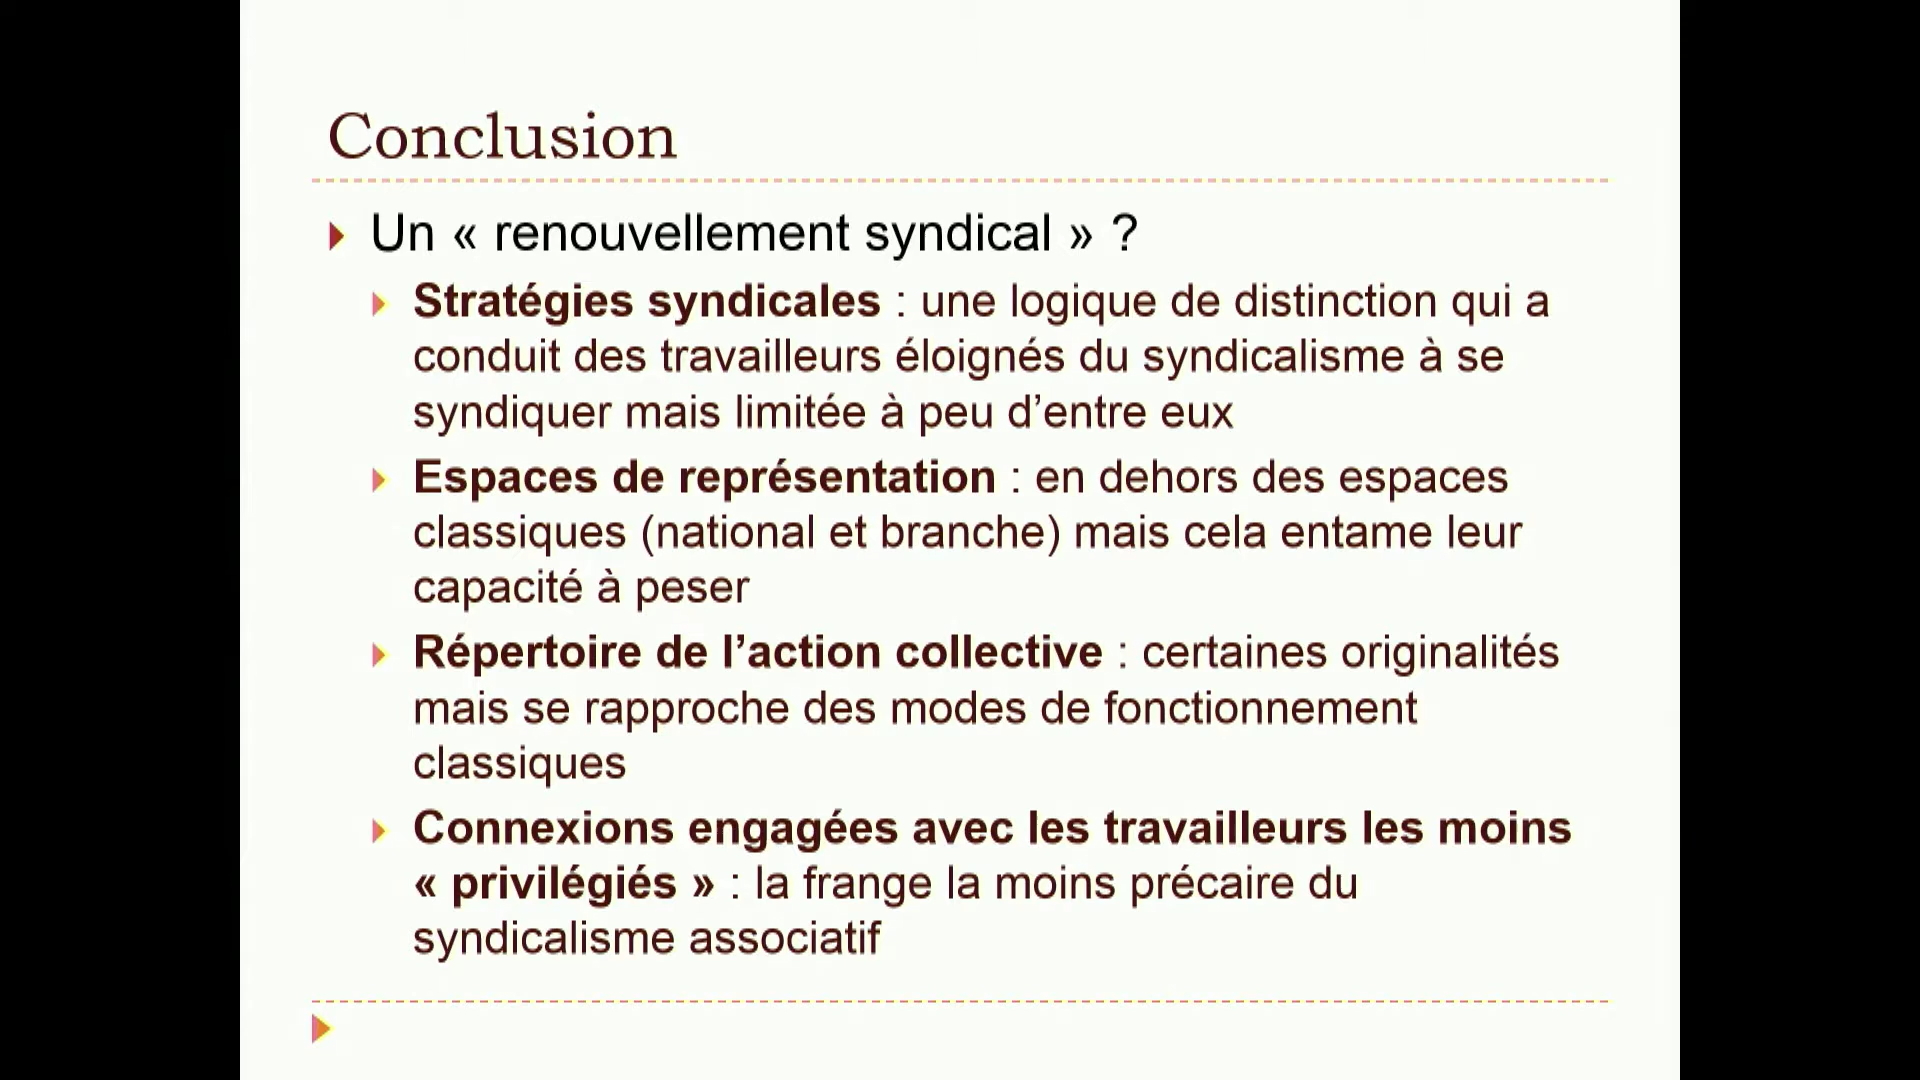 Conclusion
Un « renouvellement syndical » ?
Stratégies syndicales : une logique de distinction qui a
conduit des travailleurs éloignés du syndicalisme à se
syndiquer mais limitée à peu d’entre eux
Espaces de représentation : en dehors des espaces
classiques (national et branche) mais cela entame leur
capacité à peser
Répertoire de l’action collective : certaines originalités
mais se rapproche des modes de fonctionnement
classiques
Connexions engagées avec les travailleurs les moins
« privilégiés » : la frange la moins précaire du
syndicalisme associatif